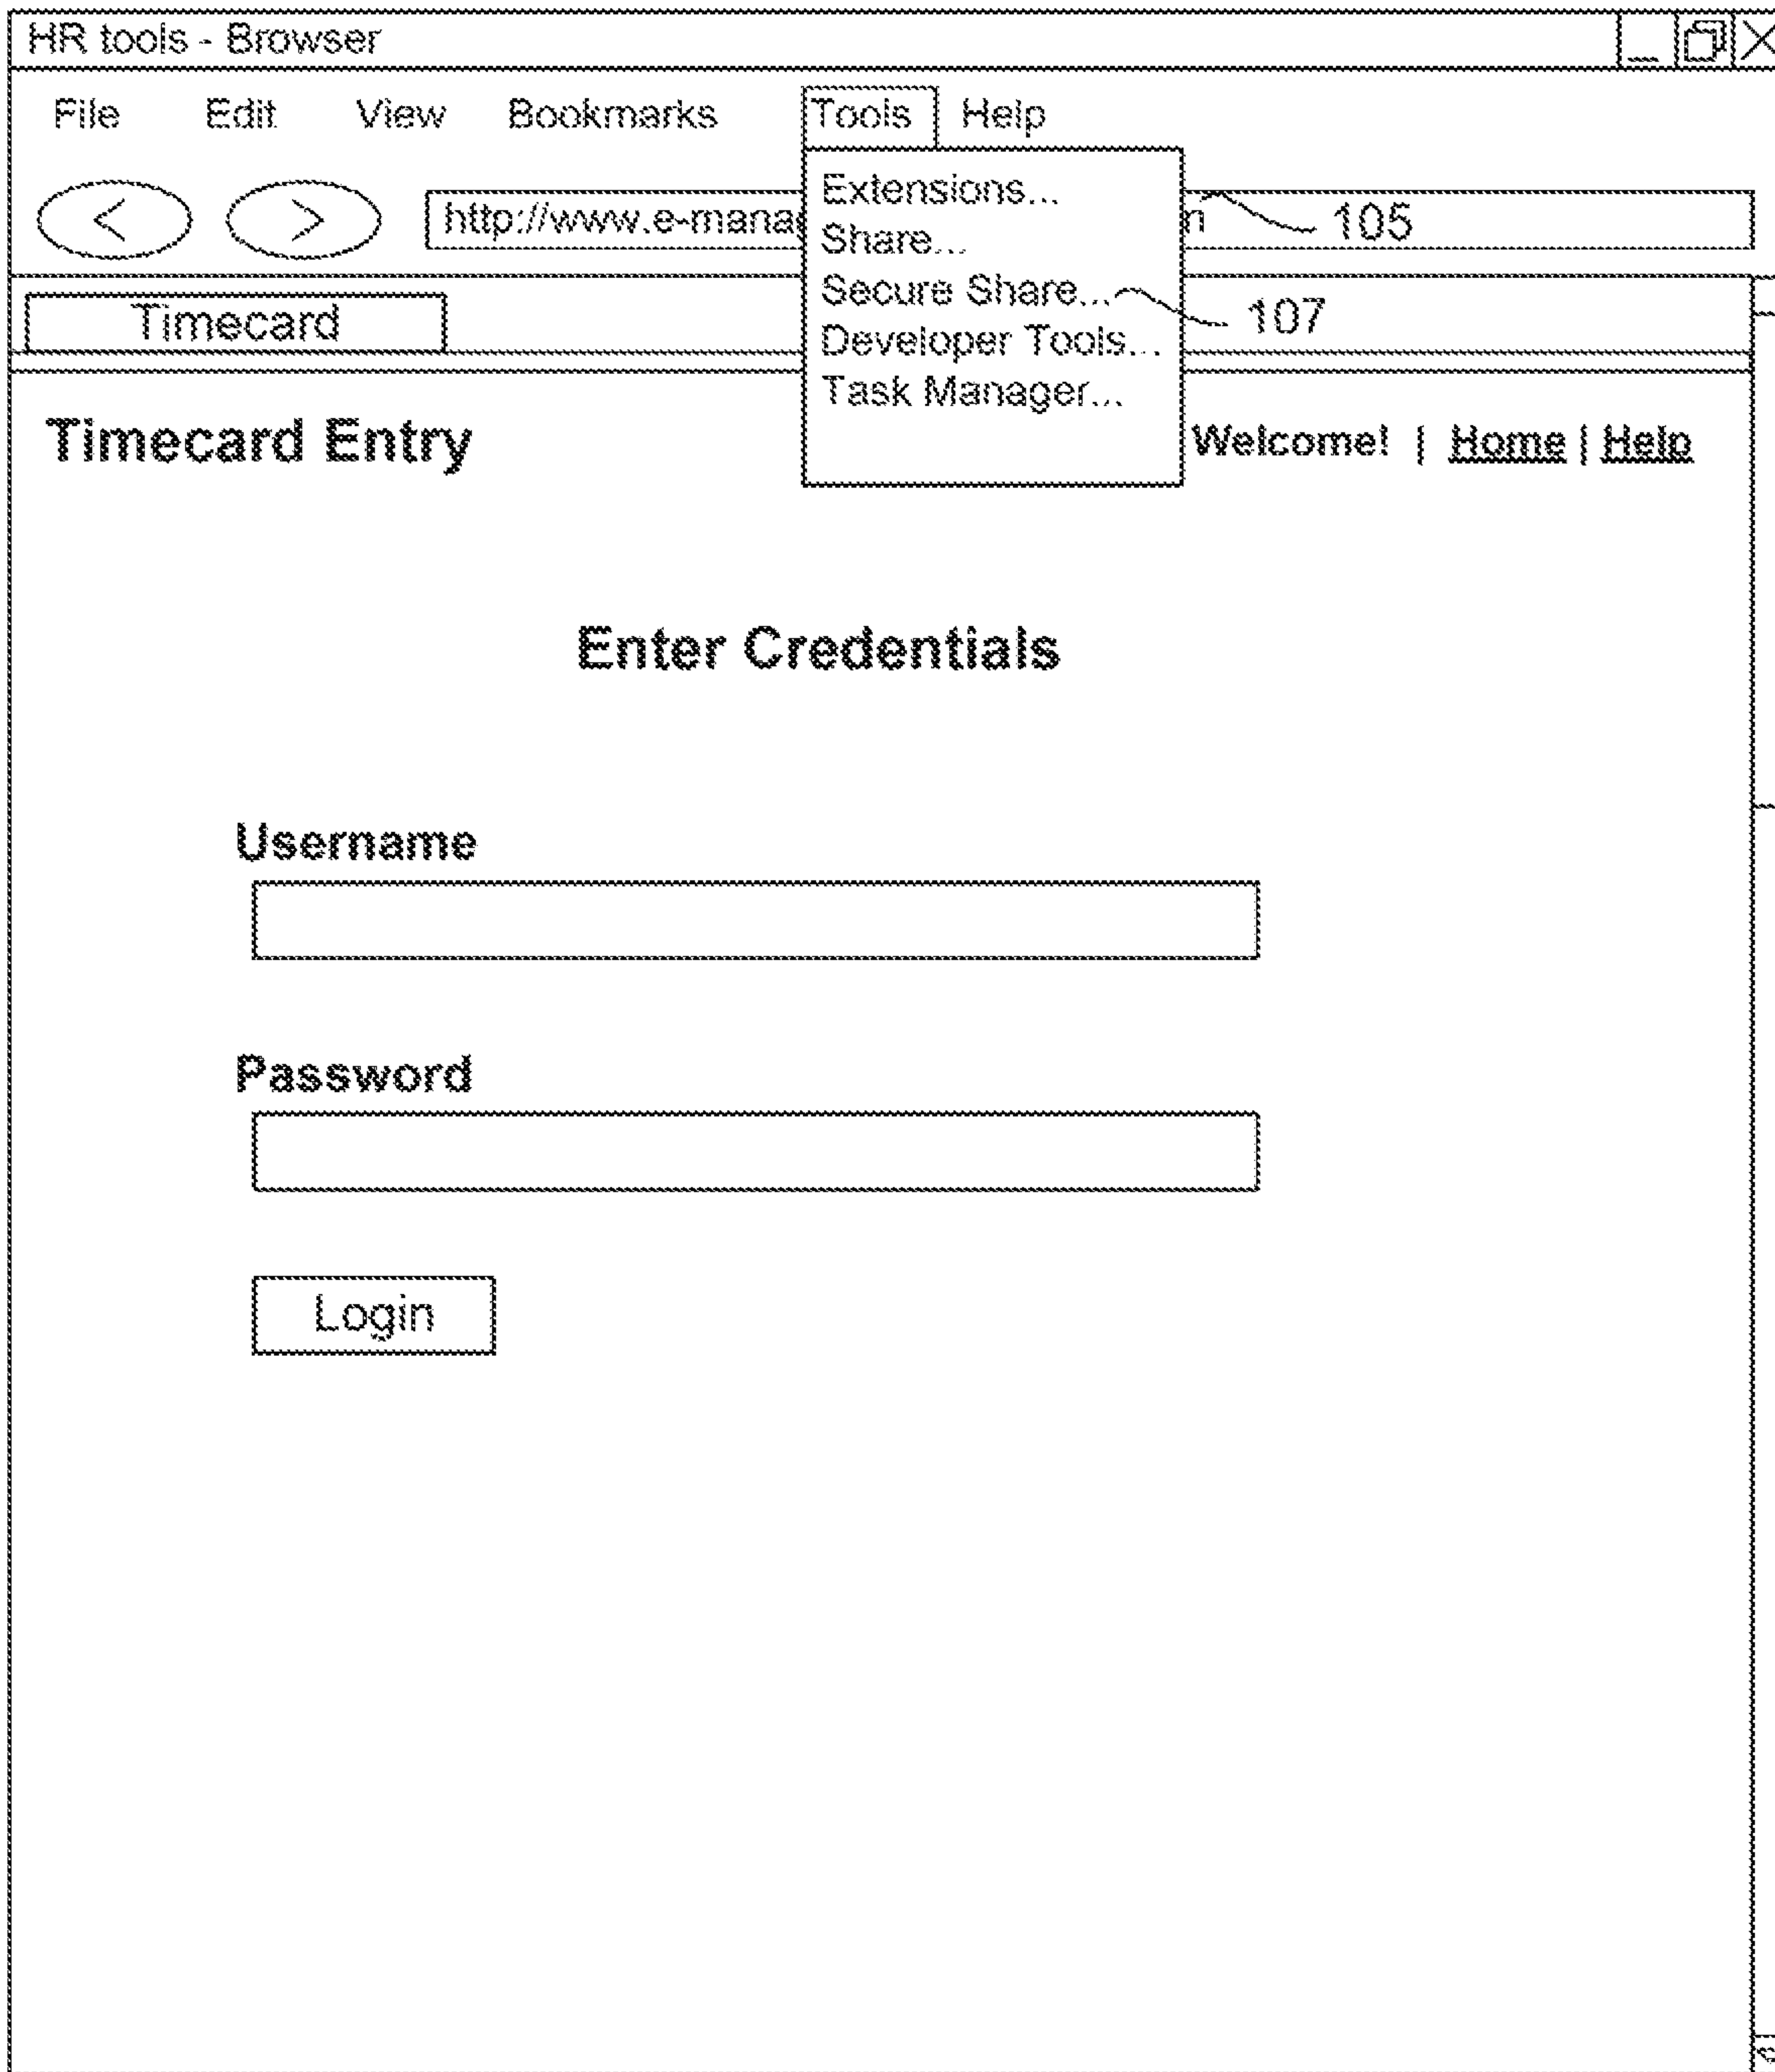 HR tools - Browser
File Edit View Bookmarks Tools Help
< > http://www.e-manag n 105
Extensions...
Share...
Secure Share... 107
Developer Tools...
Task Manager...
Timecard
Timecard Entry Welcome! | Home | Help
Enter Credentials
Username
Password
Login